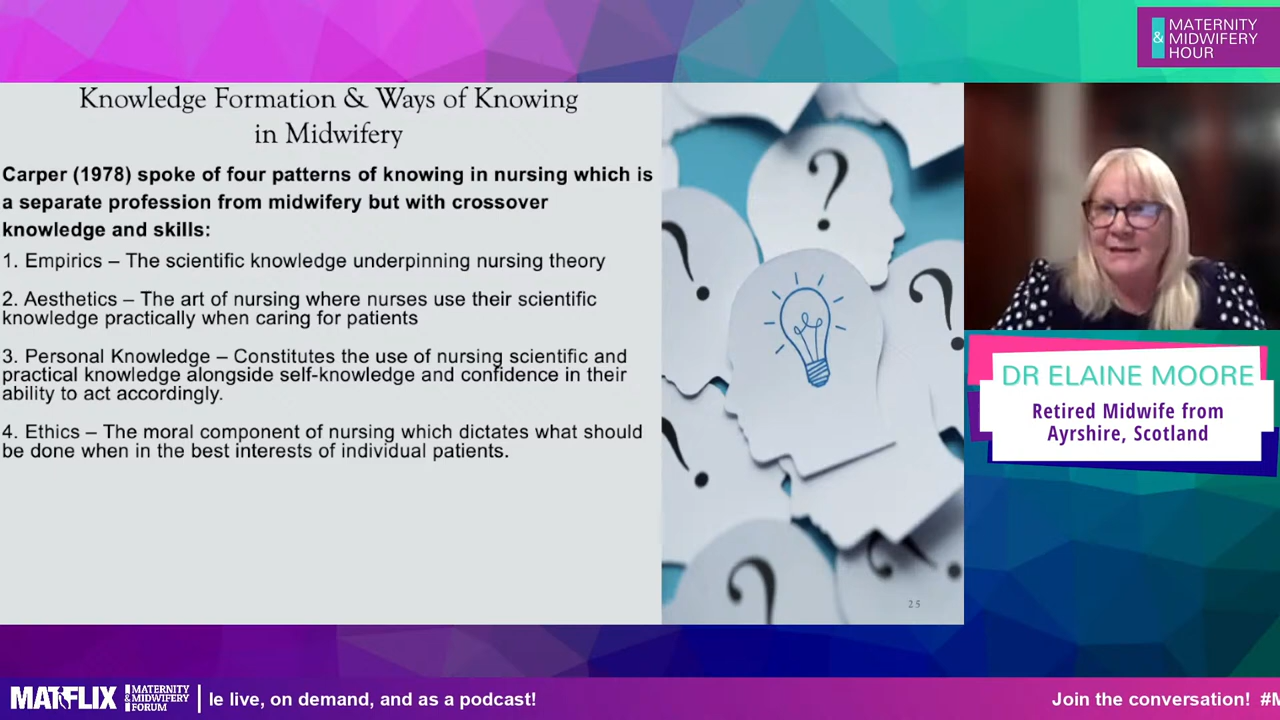 MATERNITY
& MIDWIFERY
HOUR
Knowledge Formation & Ways of Knowing
in Midwifery
Carper (1978) spoke of four patterns of knowing in nursing which is
a separate profession from midwifery but with crossover
knowledge and skills:
1. Empirics – The scientific knowledge underpinning nursing theory
2. Aesthetics – The art of nursing where nurses use their scientific
knowledge practically when caring for patients
3. Personal Knowledge – Constitutes the use of nursing scientific and
practical knowledge alongside self-knowledge and confidence in their
ability to act accordingly.
4. Ethics – The moral component of nursing which dictates what should
be done when in the best interests of individual patients.
?
?
?
?
?
?
?
25
DR ELAINE MOORE
Retired Midwife from
Ayrshire, Scotland
MATFLIX
MATERNITY
& MIDWIFERY
FORUM
le live, on demand, and as a podcast!
Join the conversation! #M